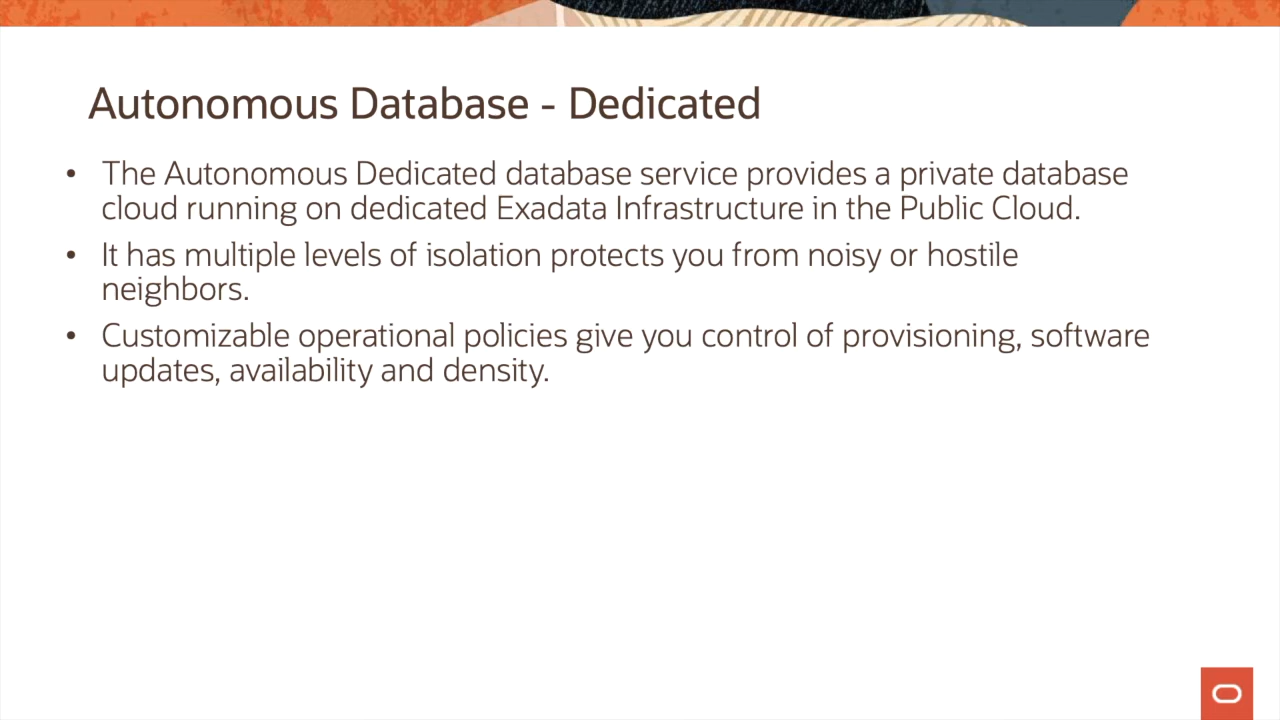 Autonomous Database - Dedicated
• The Autonomous Dedicated database service provides a private database
cloud running on dedicated Exadata Infrastructure in the Public Cloud.
• It has multiple levels of isolation protects you from noisy or hostile
neighbors.
• Customizable operational policies give you control of provisioning, software
updates, availability and density.